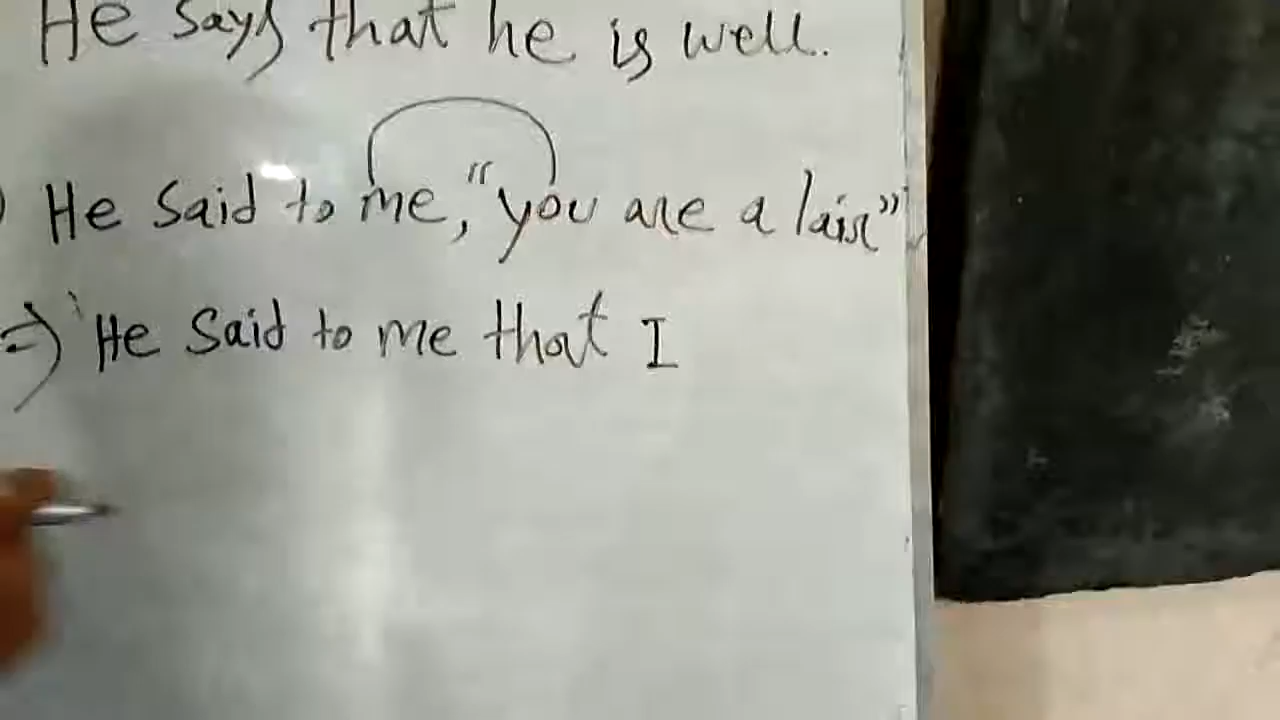 He says that he is well.
) He said to me, "you are a lair"
=) He said to me that I